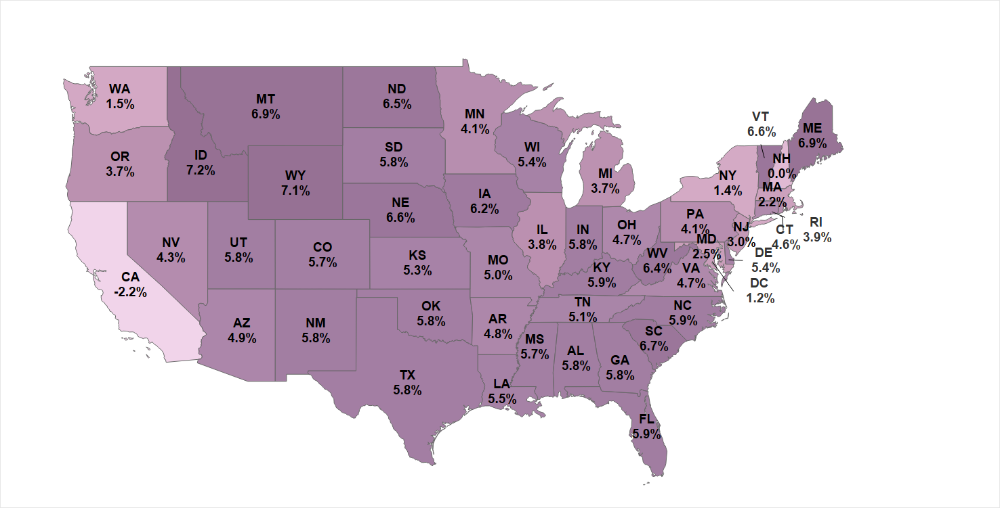 WA
1.5%
MT
6.9%
ND
6.5%
MN
4.1%
VT
6.6%
ME
6.9%
OR
3.7%
ID
7.2%
SD
5.8%
WI
5.4%
NH
0.0%
WY
7.1%
MI
3.7%
NY
1.4%
MA
2.2%
NE
6.6%
IA
6.2%
PA
4.1%
RI
3.9%
CT
4.6%
NJ
3.0%
NV
4.3%
UT
5.8%
CO
5.7%
IL
3.8%
IN
5.8%
OH
4.7%
MD
2.5%
DE
5.4%
KS
5.3%
MO
5.0%
KY
5.9%
WV
6.4%
VA
4.7%
DC
1.2%
CA
-2.2%
AZ
4.9%
NM
5.8%
OK
5.8%
AR
4.8%
TN
5.1%
NC
5.9%
MS
5.7%
AL
5.8%
GA
5.8%
SC
6.7%
TX
5.8%
LA
5.5%
FL
5.9%